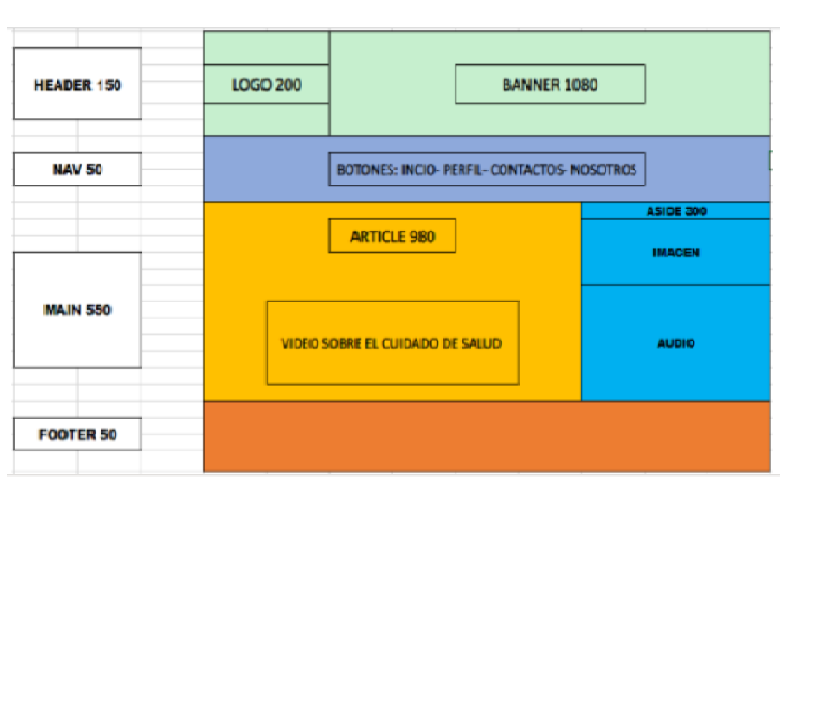 HEADER 150
LOGO 200
BANNER 1080
NAV 50
BOTONES: INCIO- PERFIL- CONTACTOS- NOSOTROS
ASIDE 300
ARTICLE 980
IMAGEN
MAIN 550
VIDEO SOBRE EL CUIDADO DE SALUD
AUDIO
FOOTER 50